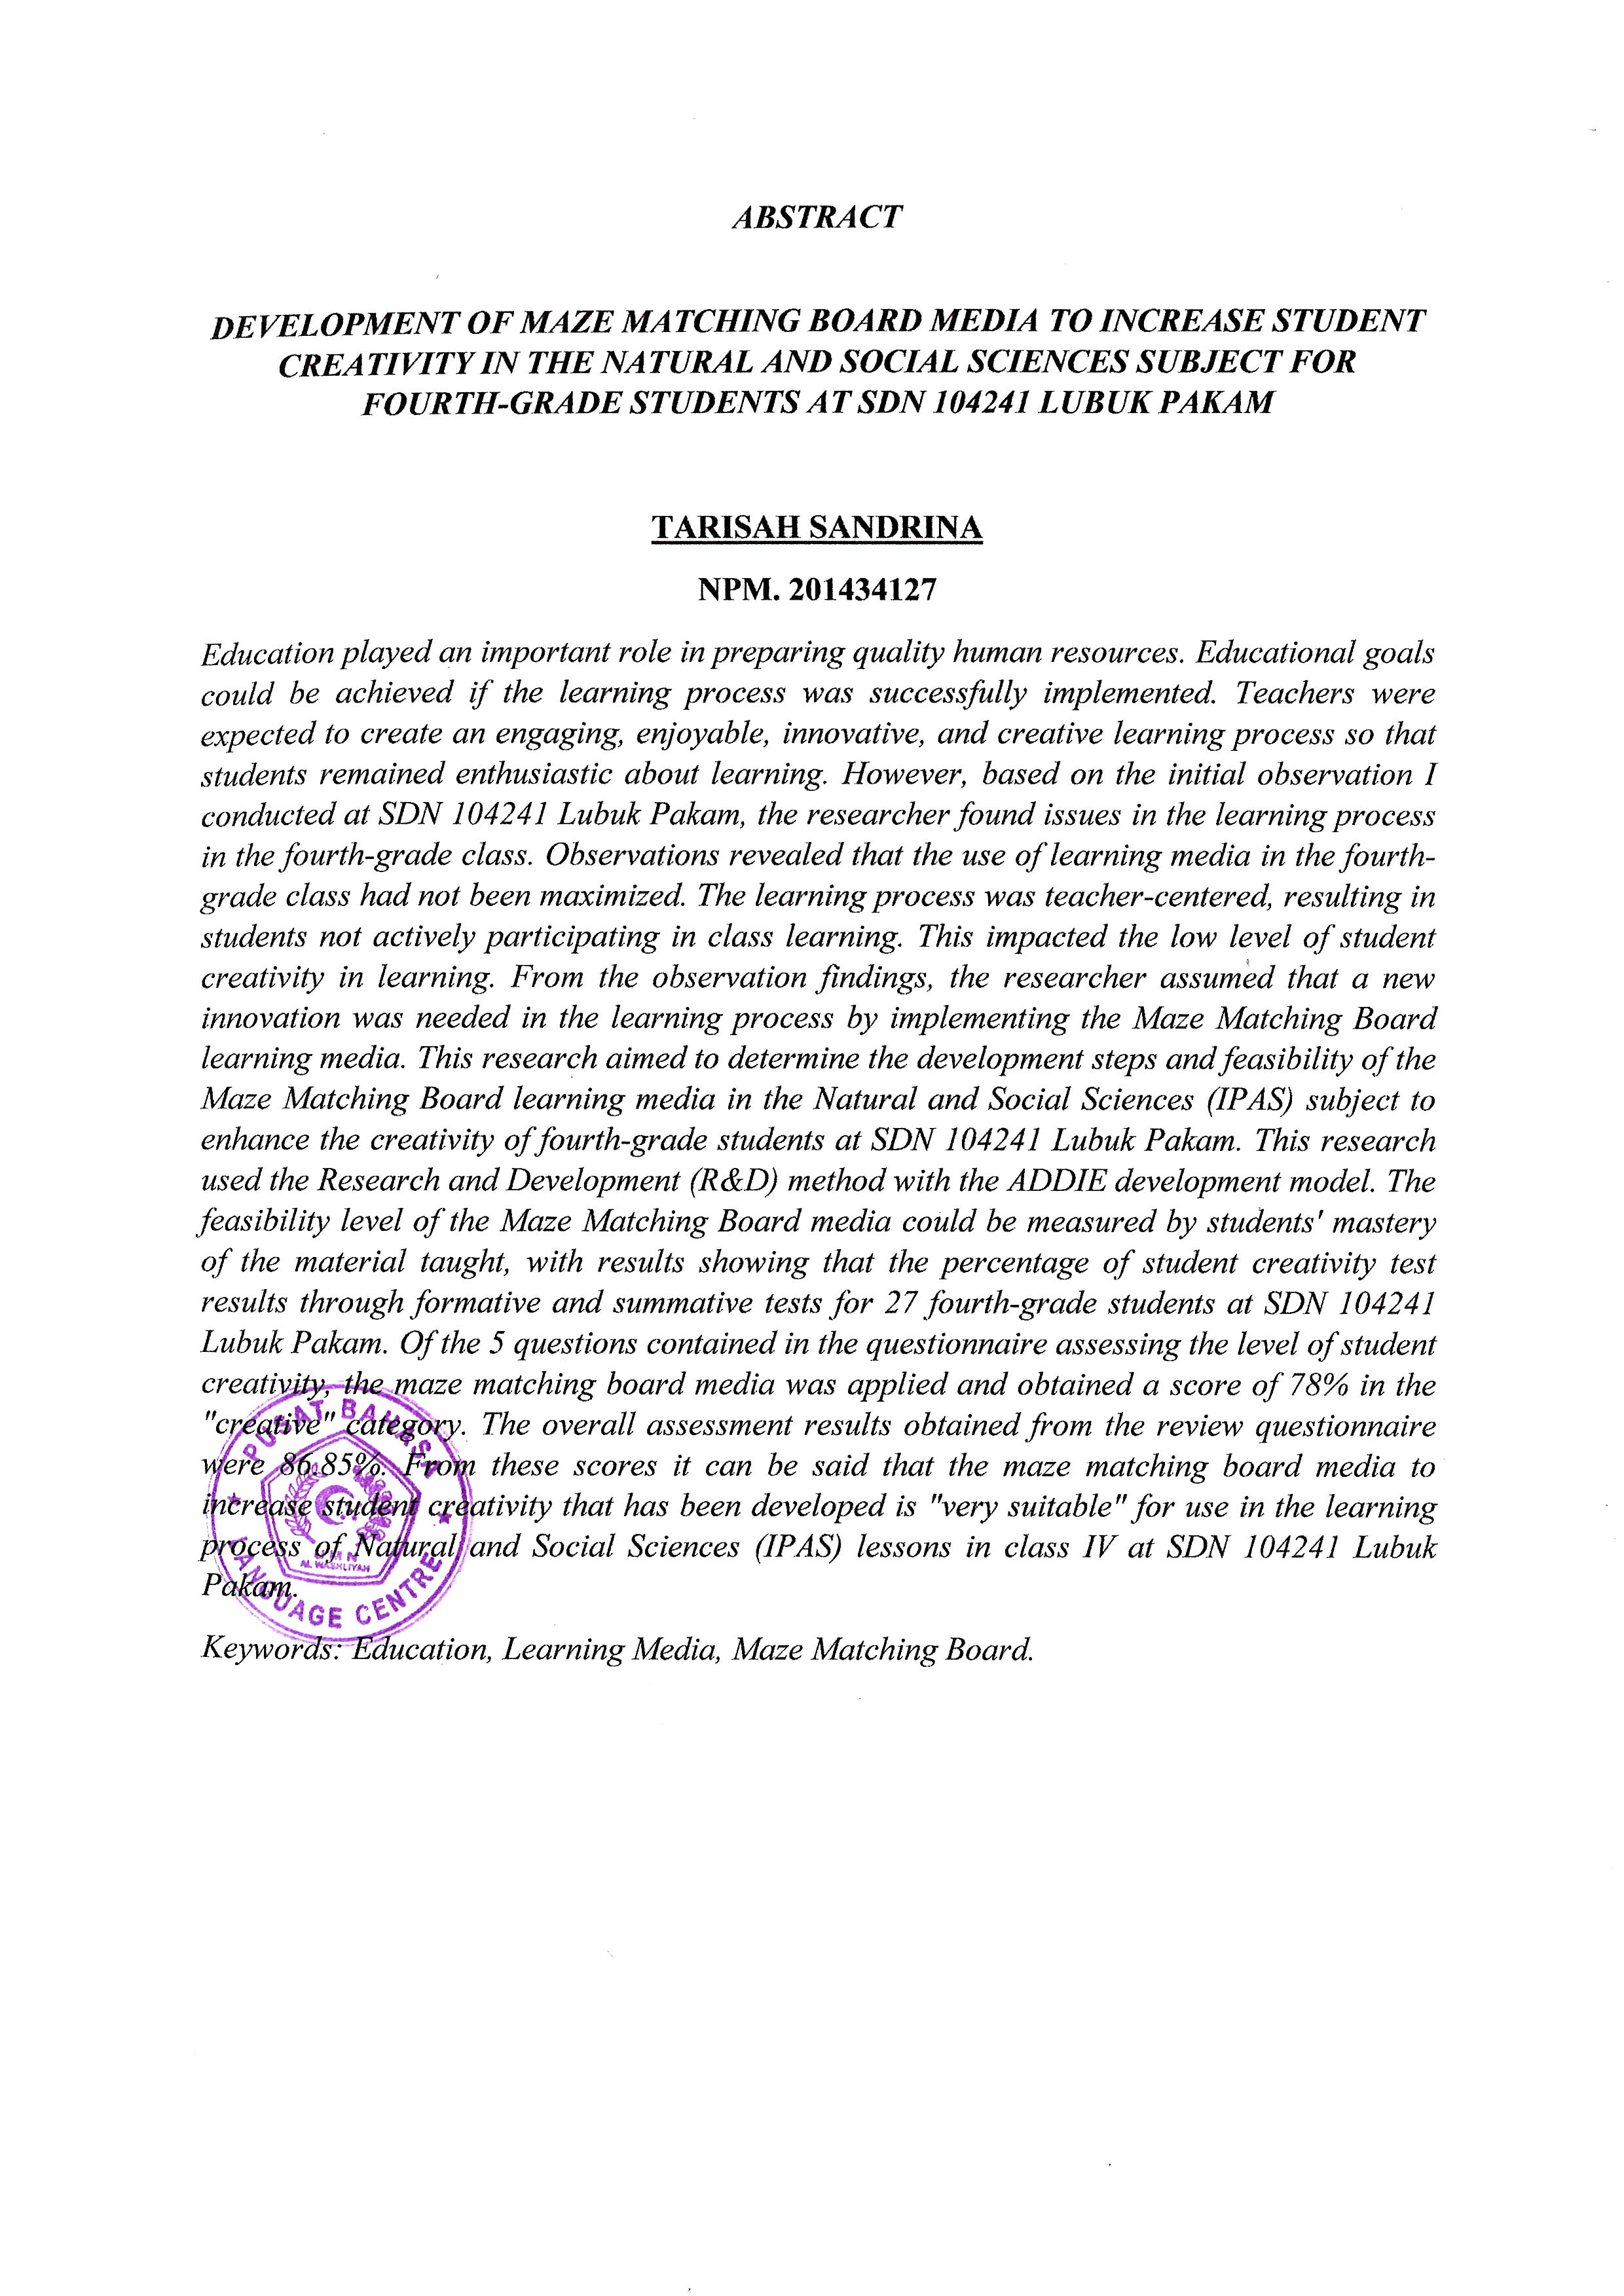 ABSTRACT
DEVELOPMENT OF MAZE MATCHING BOARD MEDIA TO INCREASE STUDENT
CREATIVITY IN THE NATURAL AND SOCIAL SCIENCES SUBJECT FOR
FOURTH-GRADE STUDENTS AT SDN 104241 LUBUK PAKAM
TARISAH SANDRINA
NPM. 201434127
Education played an important role in preparing quality human resources. Educational goals
could be achieved if the learning process was successfully implemented. Teachers were
expected to create an engaging, enjoyable, innovative, and creative learning process so that
students remained enthusiastic about learning. However, based on the initial observation I
conducted at SDN 104241 Lubuk Pakam, the researcher found issues in the learning process
in the fourth-grade class. Observations revealed that the use of learning media in the fourth-
grade class had not been maximized. The learning process was teacher-centered, resulting in
students not actively participating in class learning. This impacted the low level of student
creativity in learning. From the observation findings, the researcher assumed that a new
innovation was needed in the learning process by implementing the Maze Matching Board
learning media. This research aimed to determine the development steps and feasibility of the
Maze Matching Board learning media in the Natural and Social Sciences (IPAS) subject to
enhance the creativity of fourth-grade students at SDN 104241 Lubuk Pakam. This research
used the Research and Development (R&D) method with the ADDIE development model. The
feasibility level of the Maze Matching Board media could be measured by students' mastery
of the material taught, with results showing that the percentage of student creativity test
results through formative and summative tests for 27 fourth-grade students at SDN 104241
Lubuk Pakam. Of the 5 questions contained in the questionnaire assessing the level of student
creativity, the maze matching board media was applied and obtained a score of 78% in the
"creative" category. The overall assessment results obtained from the review questionnaire
were 86.85%. From these scores it can be said that the maze matching board media to
increase student creativity that has been developed is "very suitable" for use in the learning
process of Natural and Social Sciences (IPAS) lessons in class IV at SDN 104241 Lubuk
Pakam.
PUSAT BAHASA
AL WASHLIYAH
LANGUAGE CENTRE
Keywords: Education, Learning Media, Maze Matching Board.